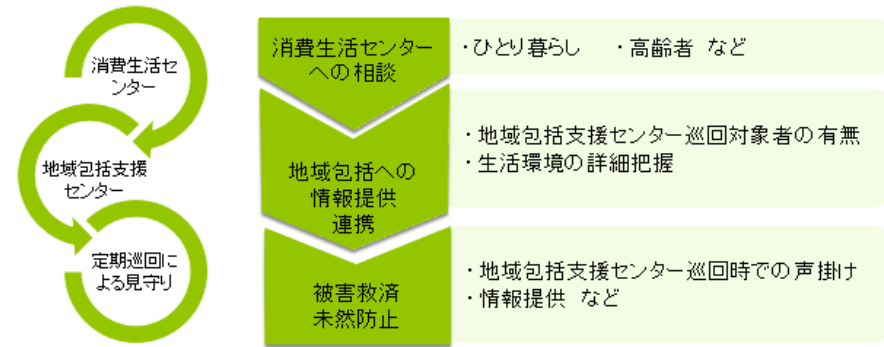 消費生活セ
ンター
地域包括支援
センター
定期巡回に
よる見守り
消費生活センター
への相談
・ひとり暮らし　・高齢者 など
地域包括への
情報提供
連携
・地域包括支援センター巡回対象者の有無
・生活環境の詳細把握
被害救済
未然防止
・地域包括支援センター巡回時での声掛け
・情報提供 など